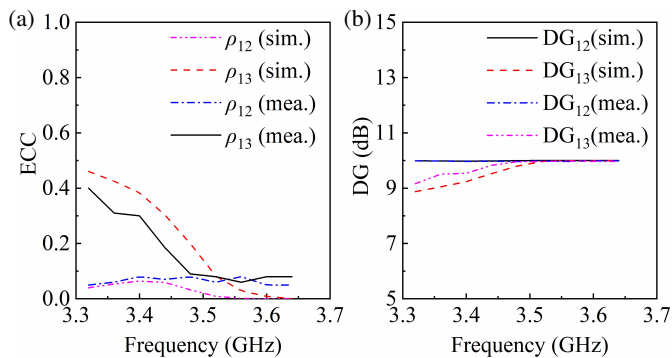 (a)
1.0
0.8
0.6
0.4
0.2
0.0
ECC
ρ12 (sim.)
ρ13 (sim.)
ρ12 (mea.)
ρ13 (mea.)
3.3 3.4 3.5 3.6 3.7
Frequency (GHz)
(b)
15
13
11
9
7
5
DG (dB)
DG12(sim.)
DG13(sim.)
DG12(mea.)
DG13(mea.)
3.3 3.4 3.5 3.6 3.7
Frequency (GHz)